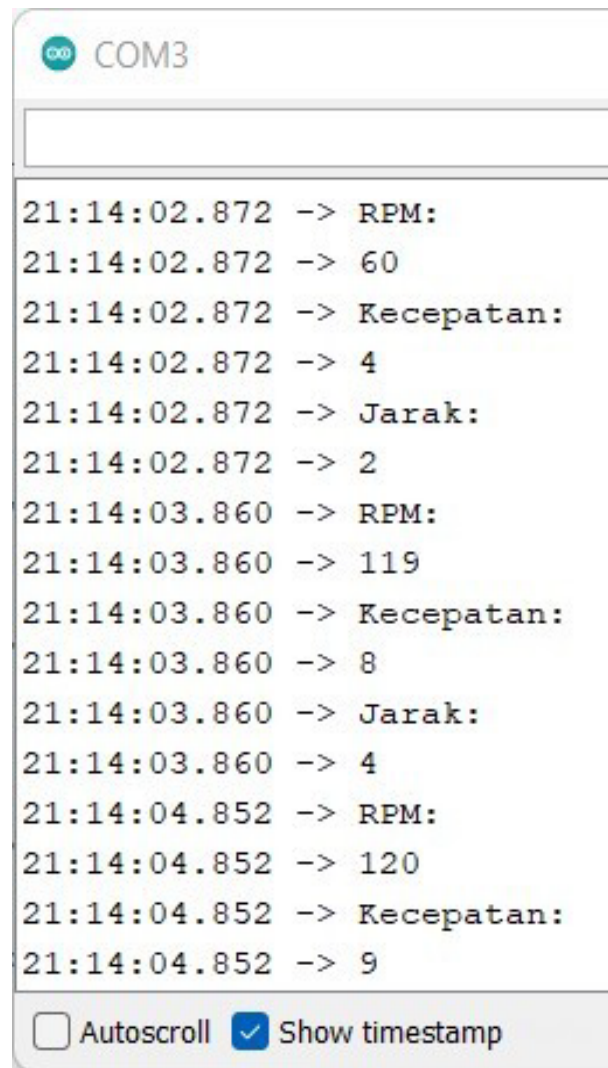 COM3
21:14:02.872 -> RPM:
21:14:02.872 -> 60
21:14:02.872 -> Kecepatan:
21:14:02.872 -> 4
21:14:02.872 -> Jarak:
21:14:02.872 -> 2
21:14:03.860 -> RPM:
21:14:03.860 -> 119
21:14:03.860 -> Kecepatan:
21:14:03.860 -> 8
21:14:03.860 -> Jarak:
21:14:03.860 -> 4
21:14:04.852 -> RPM:
21:14:04.852 -> 120
21:14:04.852 -> Kecepatan:
21:14:04.852 -> 9
Autoscroll Show timestamp